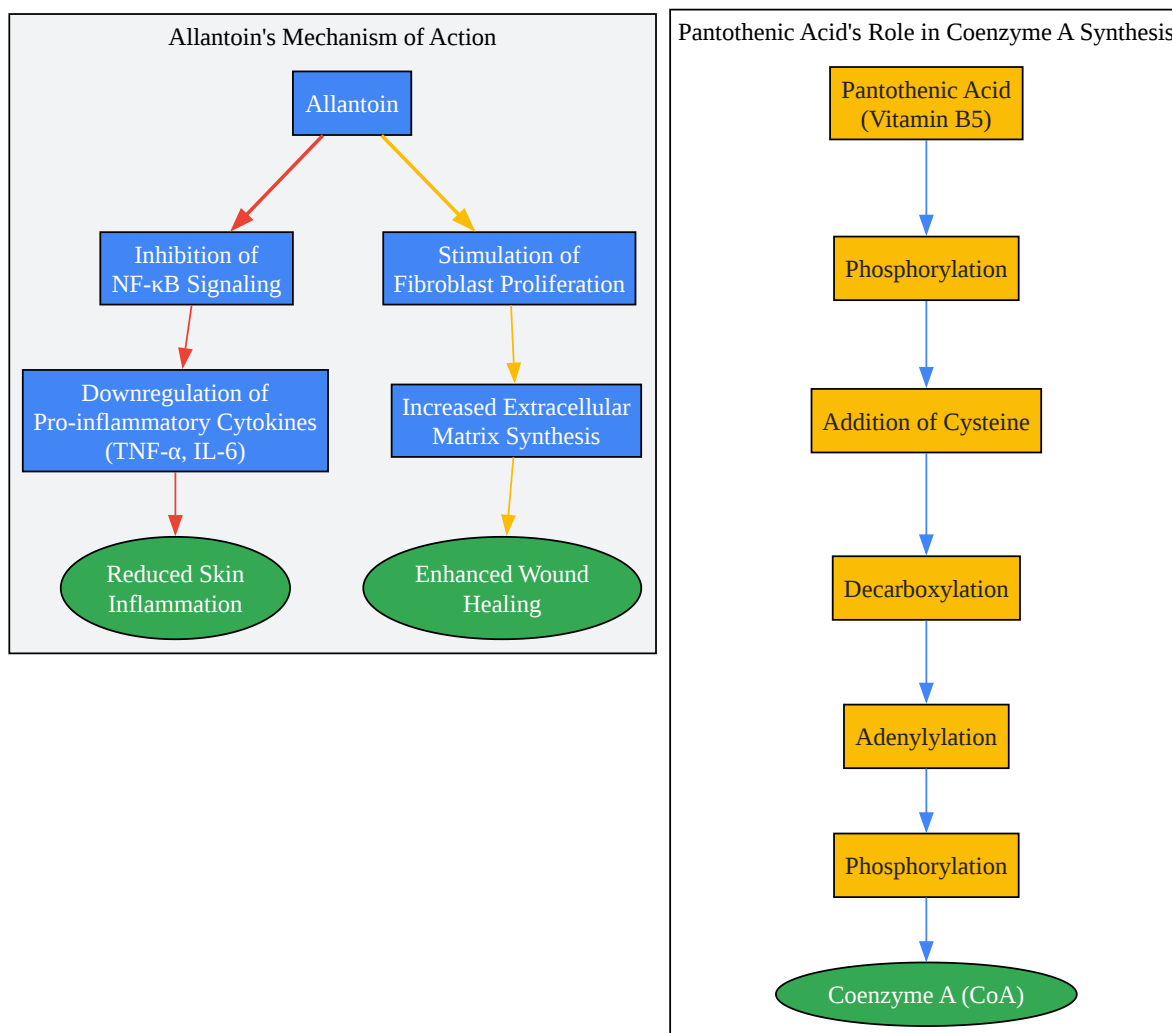 Allantoin's Mechanism of Action
Allantoin
Inhibition of
NF-κB Signaling
Stimulation of
Fibroblast Proliferation
Downregulation of
Pro-inflammatory Cytokines
(TNF-α, IL-6)
Increased Extracellular
Matrix Synthesis
Reduced Skin
Inflammation
Enhanced Wound
Healing
Pantothenic Acid's Role in Coenzyme A Synthesis
Pantothenic Acid
(Vitamin B5)
Phosphorylation
Addition of Cysteine
Decarboxylation
Adenylylation
Phosphorylation
Coenzyme A (CoA)